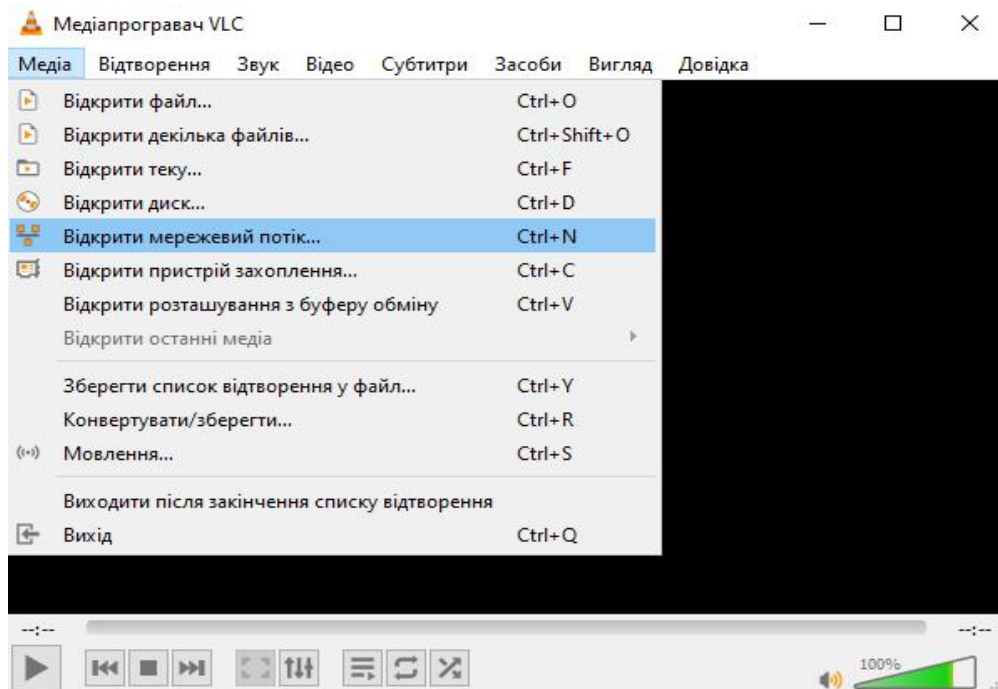 Медіапрогравач VLC
Медіа Відтворення Звук Відео Субтитри Засоби Вигляд Довідка
Відкрити файл... Ctrl+O
Відкрити декілька файлів... Ctrl+Shift+O
Відкрити теку... Ctrl+F
Відкрити диск... Ctrl+D
Відкрити мережевий потік... Ctrl+N
Відкрити пристрій захоплення... Ctrl+C
Відкрити розташування з буферу обміну Ctrl+V
Відкрити останні медіа
Зберегти список відтворення у файл... Ctrl+Y
Конвертувати/зберегти... Ctrl+R
Мовлення... Ctrl+S
Виходити після закінчення списку відтворення
Вихід Ctrl+Q
--:-- --:--
100%